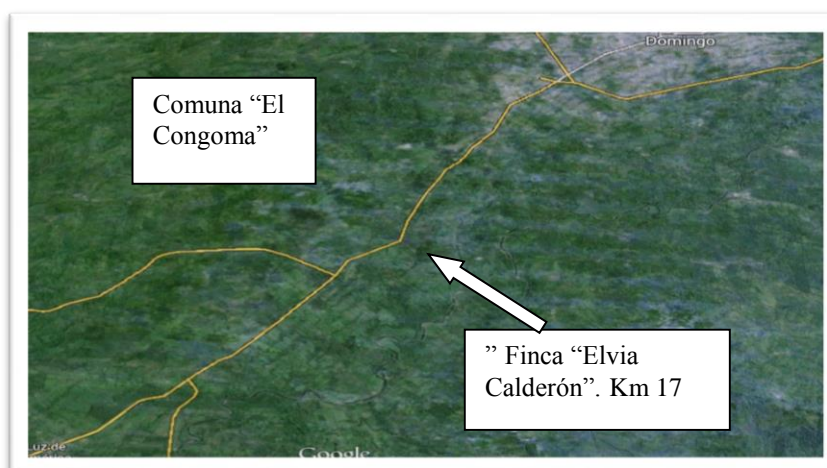 Domingo
Comuna “El
Congoma”
” Finca “Elvia
Calderón”. Km 17
Google